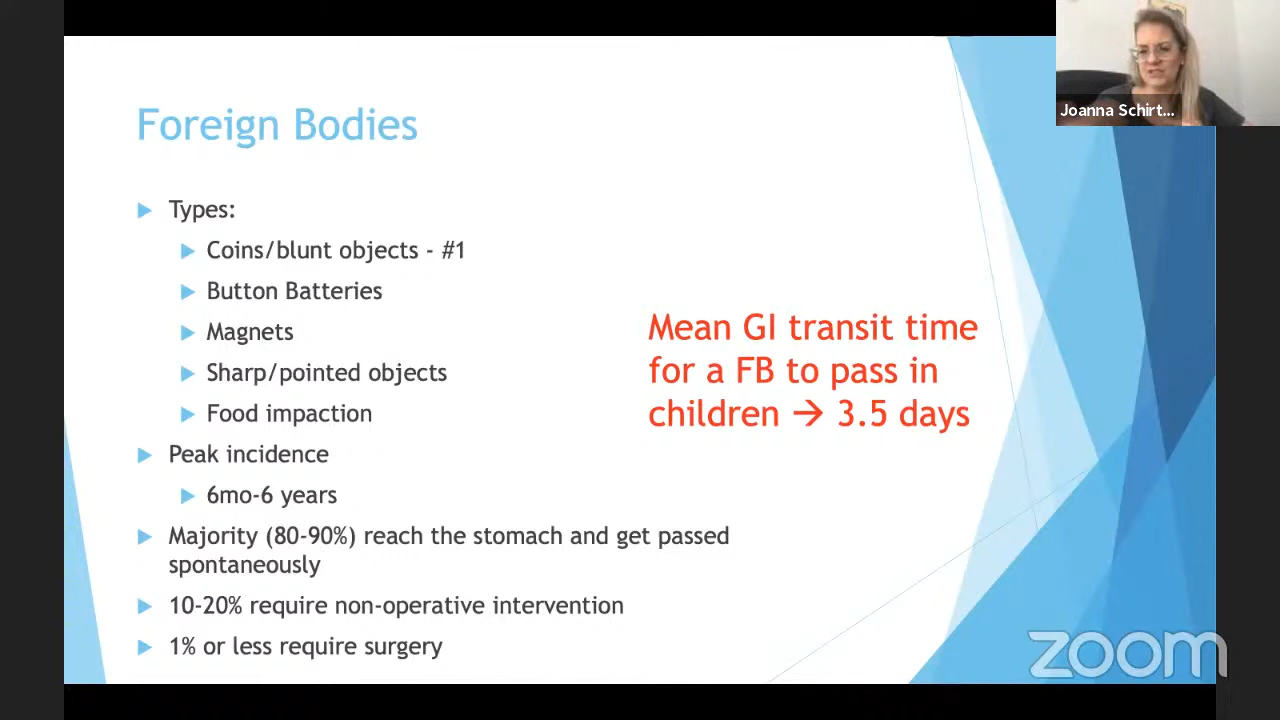 Foreign Bodies
Types:
Coins/blunt objects - #1
Button Batteries
Magnets
Sharp/pointed objects
Food impaction
Peak incidence
6mo-6 years
Majority (80-90%) reach the stomach and get passed
spontaneously
10-20% require non-operative intervention
1% or less require surgery
Mean GI transit time
for a FB to pass in
children → 3.5 days
Joanna Schirt...
zoom